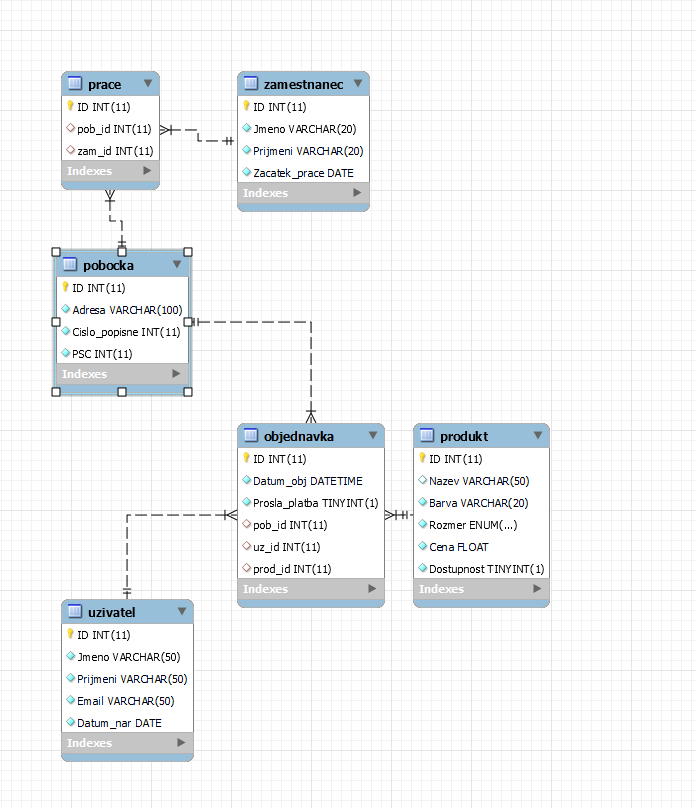 prace
ID INT(11)
pob_id INT(11)
zam_id INT(11)
Indexes
zamestnanec
ID INT(11)
Jmeno VARCHAR(20)
Prijmeni VARCHAR(20)
Zacatek_prace DATE
Indexes
pobocka
ID INT(11)
Adresa VARCHAR(100)
Cislo_popisne INT(11)
PSC INT(11)
Indexes
objednavka
ID INT(11)
Datum_obj DATETIME
Prosla_platba TINYINT(1)
pob_id INT(11)
uz_id INT(11)
prod_id INT(11)
Indexes
produkt
ID INT(11)
Nazev VARCHAR(50)
Barva VARCHAR(20)
Rozmer ENUM(...)
Cena FLOAT
Dostupnost TINYINT(1)
Indexes
uzivatel
ID INT(11)
Jmeno VARCHAR(50)
Prijmeni VARCHAR(50)
Email VARCHAR(50)
Datum_nar DATE
Indexes